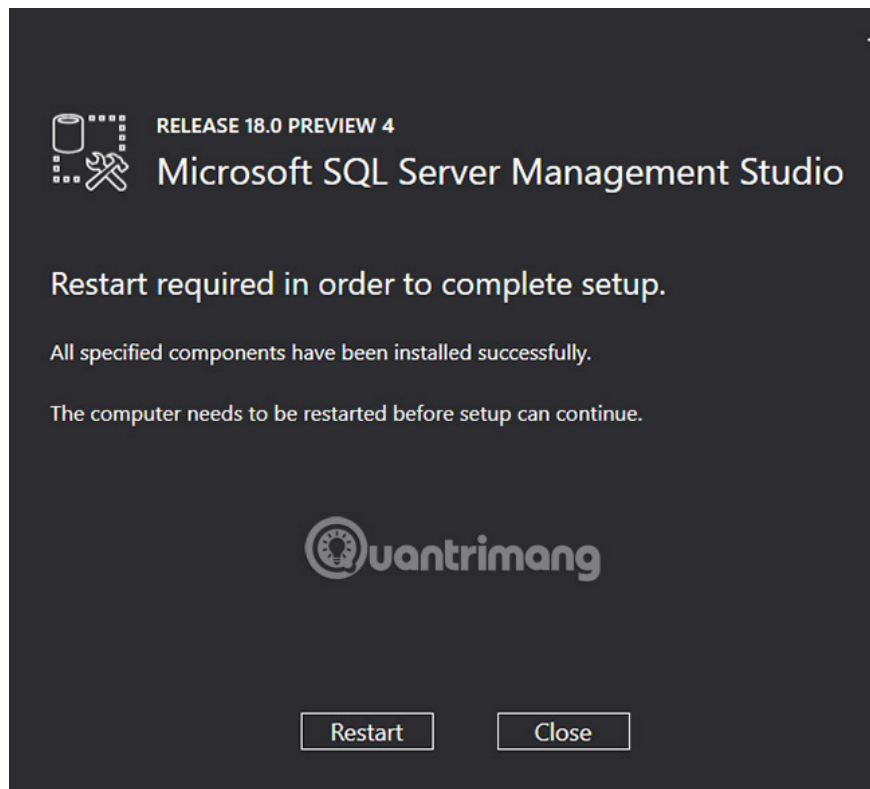 RELEASE 18.0 PREVIEW 4
Microsoft SQL Server Management Studio
Restart required in order to complete setup.
All specified components have been installed successfully.
The computer needs to be restarted before setup can continue.
Quantrimang
Restart
Close